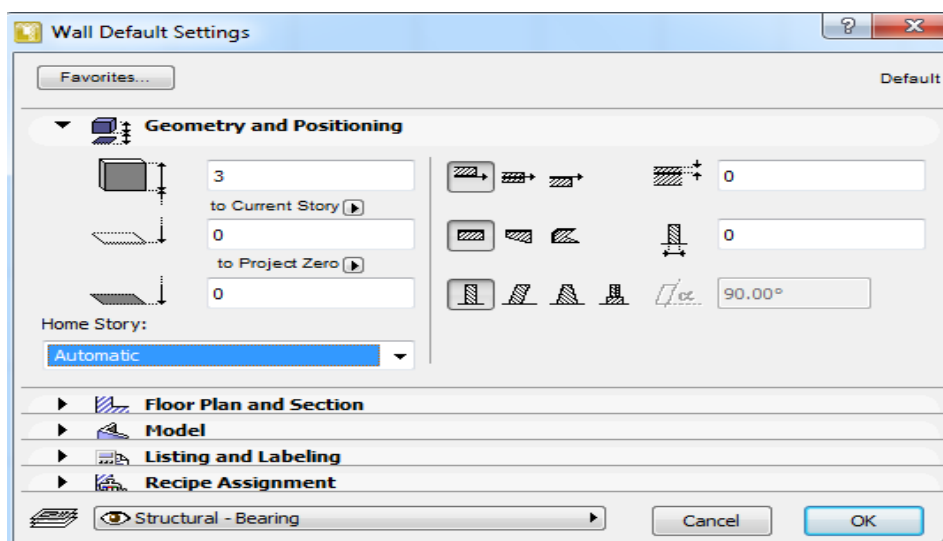 Wall Default Settings
?
Favorites...
Default
Geometry and Positioning
3
0
to Current Story
0
0
to Project Zero
0
α 90.00°
Home Story:
Automatic
Floor Plan and Section
Model
Listing and Labeling
Recipe Assignment
Structural - Bearing
Cancel
OK